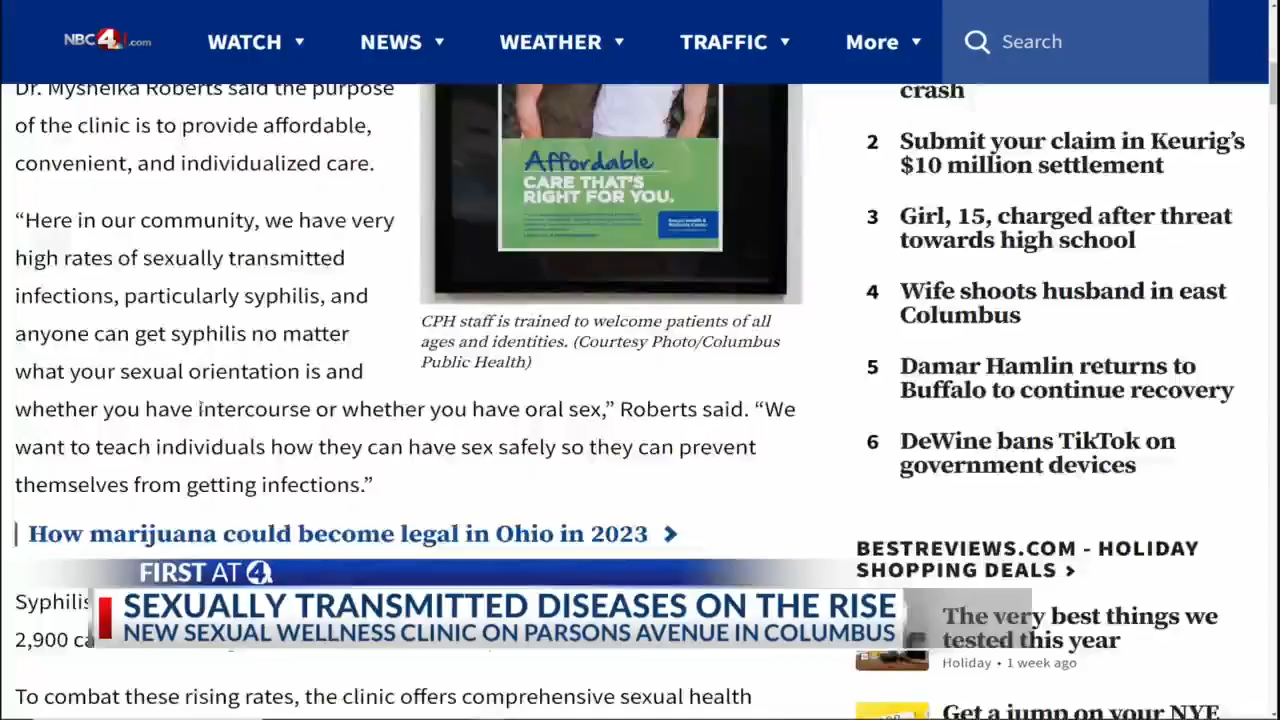 NBC4i.com
WATCH
NEWS
WEATHER
TRAFFIC
More
Search
Dr. Mysheika Roberts said the purpose
of the clinic is to provide affordable,
convenient, and individualized care.
“Here in our community, we have very
high rates of sexually transmitted
infections, particularly syphilis, and
anyone can get syphilis no matter
what your sexual orientation is and
whether you have intercourse or whether you have oral sex,” Roberts said. “We
want to teach individuals how they can have sex safely so they can prevent
themselves from getting infections.”
Affordable
CARE THAT'S
RIGHT FOR YOU.
CPH staff is trained to welcome patients of all
ages and identities. (Courtesy Photo/Columbus
Public Health)
How marijuana could become legal in Ohio in 2023 >
Syphilis
2,900 ca
To combat these rising rates, the clinic offers comprehensive sexual health
crash
2 Submit your claim in Keurig’s
$10 million settlement
3 Girl, 15, charged after threat
towards high school
4 Wife shoots husband in east
Columbus
5 Damar Hamlin returns to
Buffalo to continue recovery
6 DeWine bans TikTok on
government devices
BESTREVIEWS.COM - HOLIDAY
SHOPPING DEALS >
The very best things we
tested this year
Holiday • 1 week ago
Get a jump on your NYE
FIRST AT 4
SEXUALLY TRANSMITTED DISEASES ON THE RISE
NEW SEXUAL WELLNESS CLINIC ON PARSONS AVENUE IN COLUMBUS